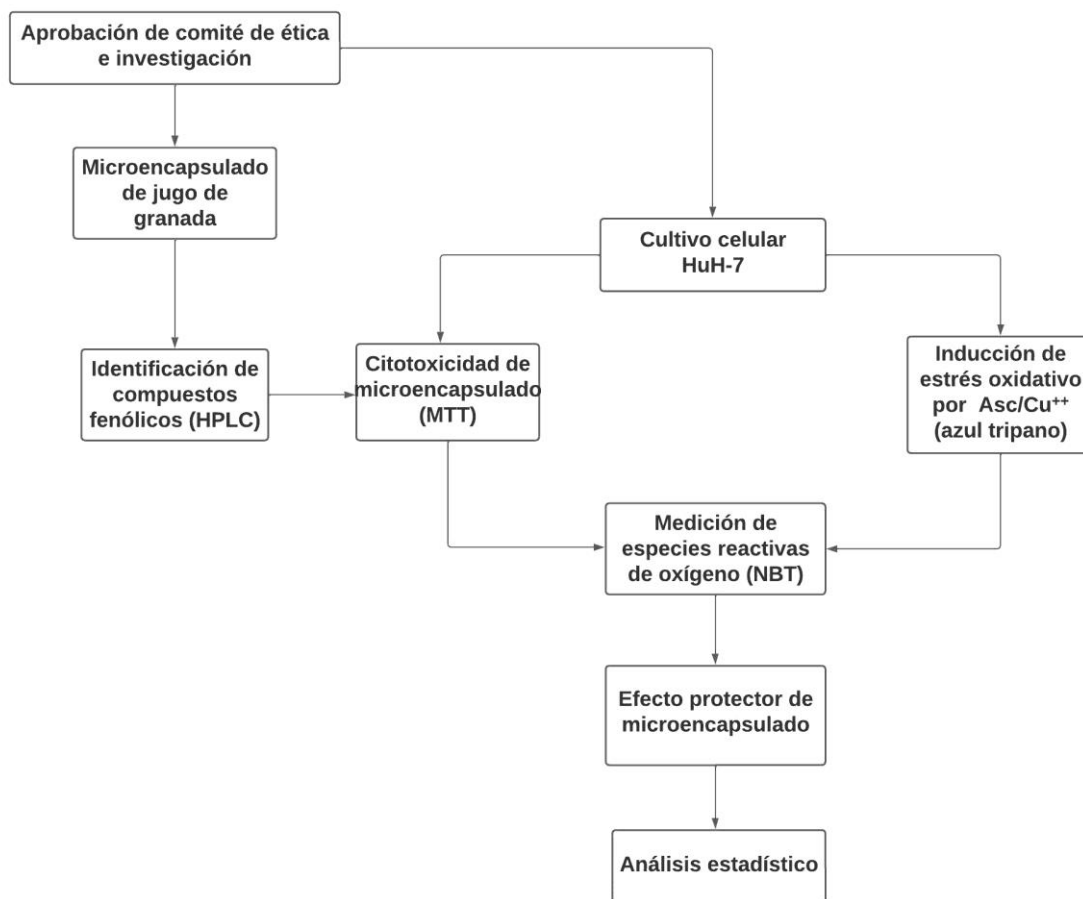 Aprobación de comité de ética
e investigación
Microencapsulado
de jugo de
granada
Cultivo celular
HuH-7
Identificación de
compuestos
fenólicos (HPLC)
Citotoxicidad de
microencapsulado
(MTT)
Inducción de
estrés oxidativo
por Asc/Cu⁺⁺
(azul tripano)
Medición de
especies reactivas
de oxígeno (NBT)
Efecto protector de
microencapsulado
Análisis estadístico